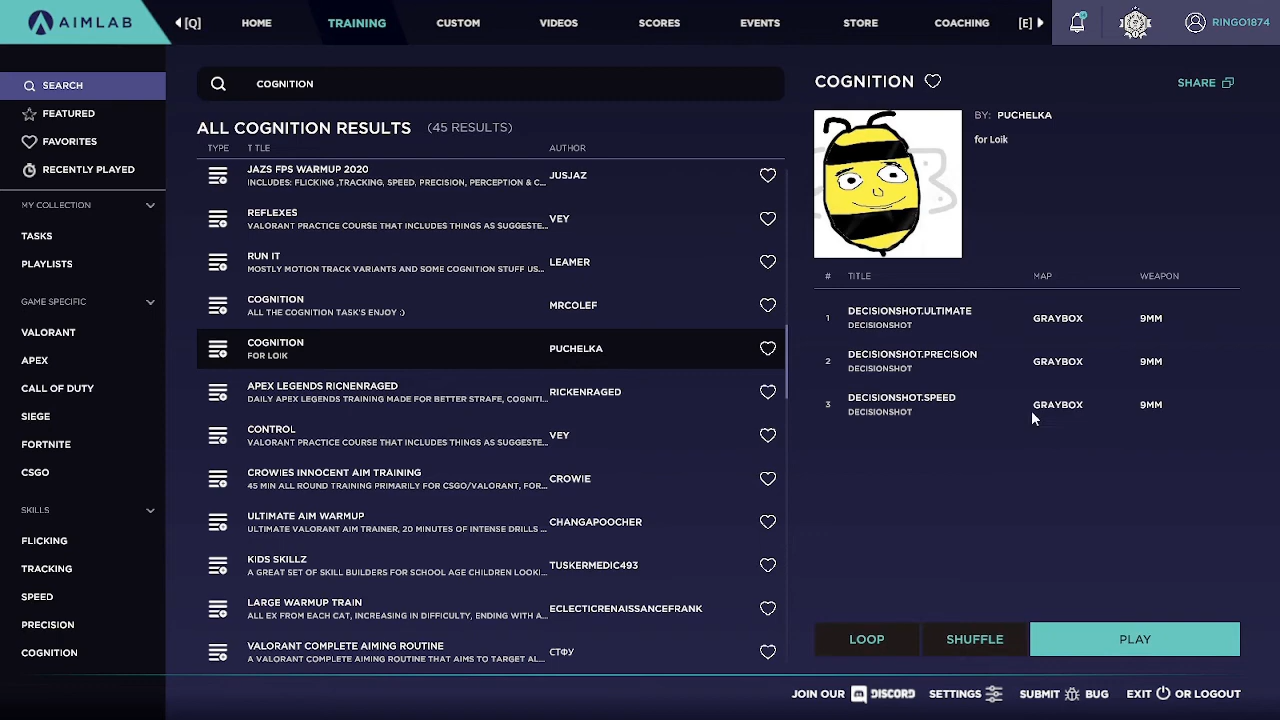 AIMLAB
[Q]
HOME
TRAINING
CUSTOM
VIDEOS
SCORES
EVENTS
STORE
COACHING
[E]
RINGO1874
SEARCH
FEATURED
FAVORITES
RECENTLY PLAYED
MY COLLECTION
TASKS
PLAYLISTS
GAME SPECIFIC
VALORANT
APEX
CALL OF DUTY
SIEGE
FORTNITE
CSGO
SKILLS
FLICKING
TRACKING
SPEED
PRECISION
COGNITION
COGNITION
ALL COGNITION RESULTS (45 RESULTS)
TYPE TITLE AUTHOR
JAZS FPS WARMUP 2020
INCLUDES: FLICKING ,TRACKING, SPEED, PRECISION, PERCEPTION & C...
JUSJAZ
REFLEXES
VALORANT PRACTICE COURSE THAT INCLUDES THINGS AS SUGGESTE...
VEY
RUN IT
MOSTLY MOTION TRACK VARIANTS AND SOME COGNITION STUFF US...
LEAMER
COGNITION
ALL THE COGNITION TASK'S ENJOY :)
MRCOLEF
COGNITION
FOR LOIK
PUCHELKA
APEX LEGENDS RICNENRAGED
DAILY APEX LEGENDS TRAINING MADE FOR BETTER STRAFE, COGNITI...
RICKENRAGED
CONTROL
VALORANT PRACTICE COURSE THAT INCLUDES THINGS AS SUGGESTE...
VEY
CROWIES INNOCENT AIM TRAINING
45 MIN ALL ROUND TRAINING PRIMARILY FOR CSGO/VALORANT, FOR...
CROWIE
ULTIMATE AIM WARMUP
ULTIMATE VALORANT AIM TRAINER, 20 MINUTES OF INTENSE DRILLS ...
CHANGAPOOCHER
KIDS SKILLZ
A GREAT SET OF SKILL BUILDERS FOR SCHOOL AGE CHILDREN LOOKI...
TUSKERMEDIC493
LARGE WARMUP TRAIN
ALL EX FROM EACH CAT, INCREASING IN DIFFICULTY, ENDING WITH A...
ECLECTICRENAISSANCEFRANK
VALORANT COMPLETE AIMING ROUTINE
A VALORANT COMPLETE AIMING ROUTINE THAT AIMS TO TARGET AL...
СТФУ
COGNITION
SHARE
BY: PUCHELKA
for Loik
# TITLE MAP WEAPON
1 DECISIONSHOT.ULTIMATE GRAYBOX 9MM
DECISIONSHOT
2 DECISIONSHOT.PRECISION GRAYBOX 9MM
DECISIONSHOT
3 DECISIONSHOT.SPEED GRAYBOX 9MM
DECISIONSHOT
LOOP
SHUFFLE
PLAY
JOIN OUR DISCORD
SETTINGS
SUBMIT BUG
EXIT OR LOGOUT